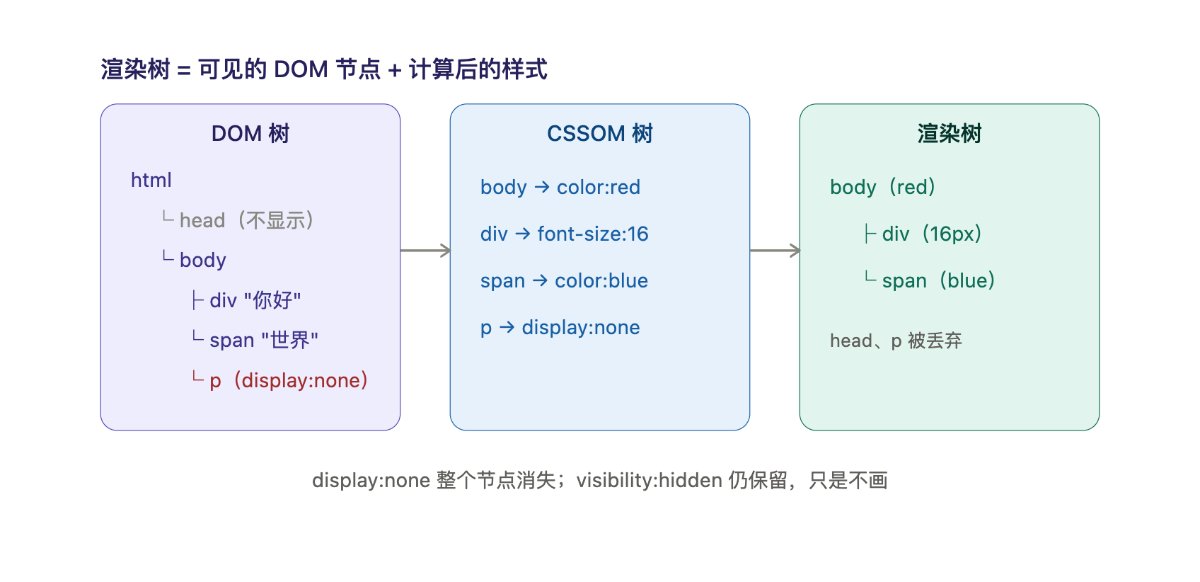 渲染树 = 可见的 DOM 节点 + 计算后的样式
DOM 树
html
└ head（不显示）
└ body
├ div "你好"
└ span "世界"
└ p（display:none）
CSSOM 树
body → color:red
div → font-size:16
span → color:blue
p → display:none
渲染树
body（red）
├ div（16px）
└ span（blue）
head、p 被丢弃
display:none 整个节点消失；visibility:hidden 仍保留，只是不画